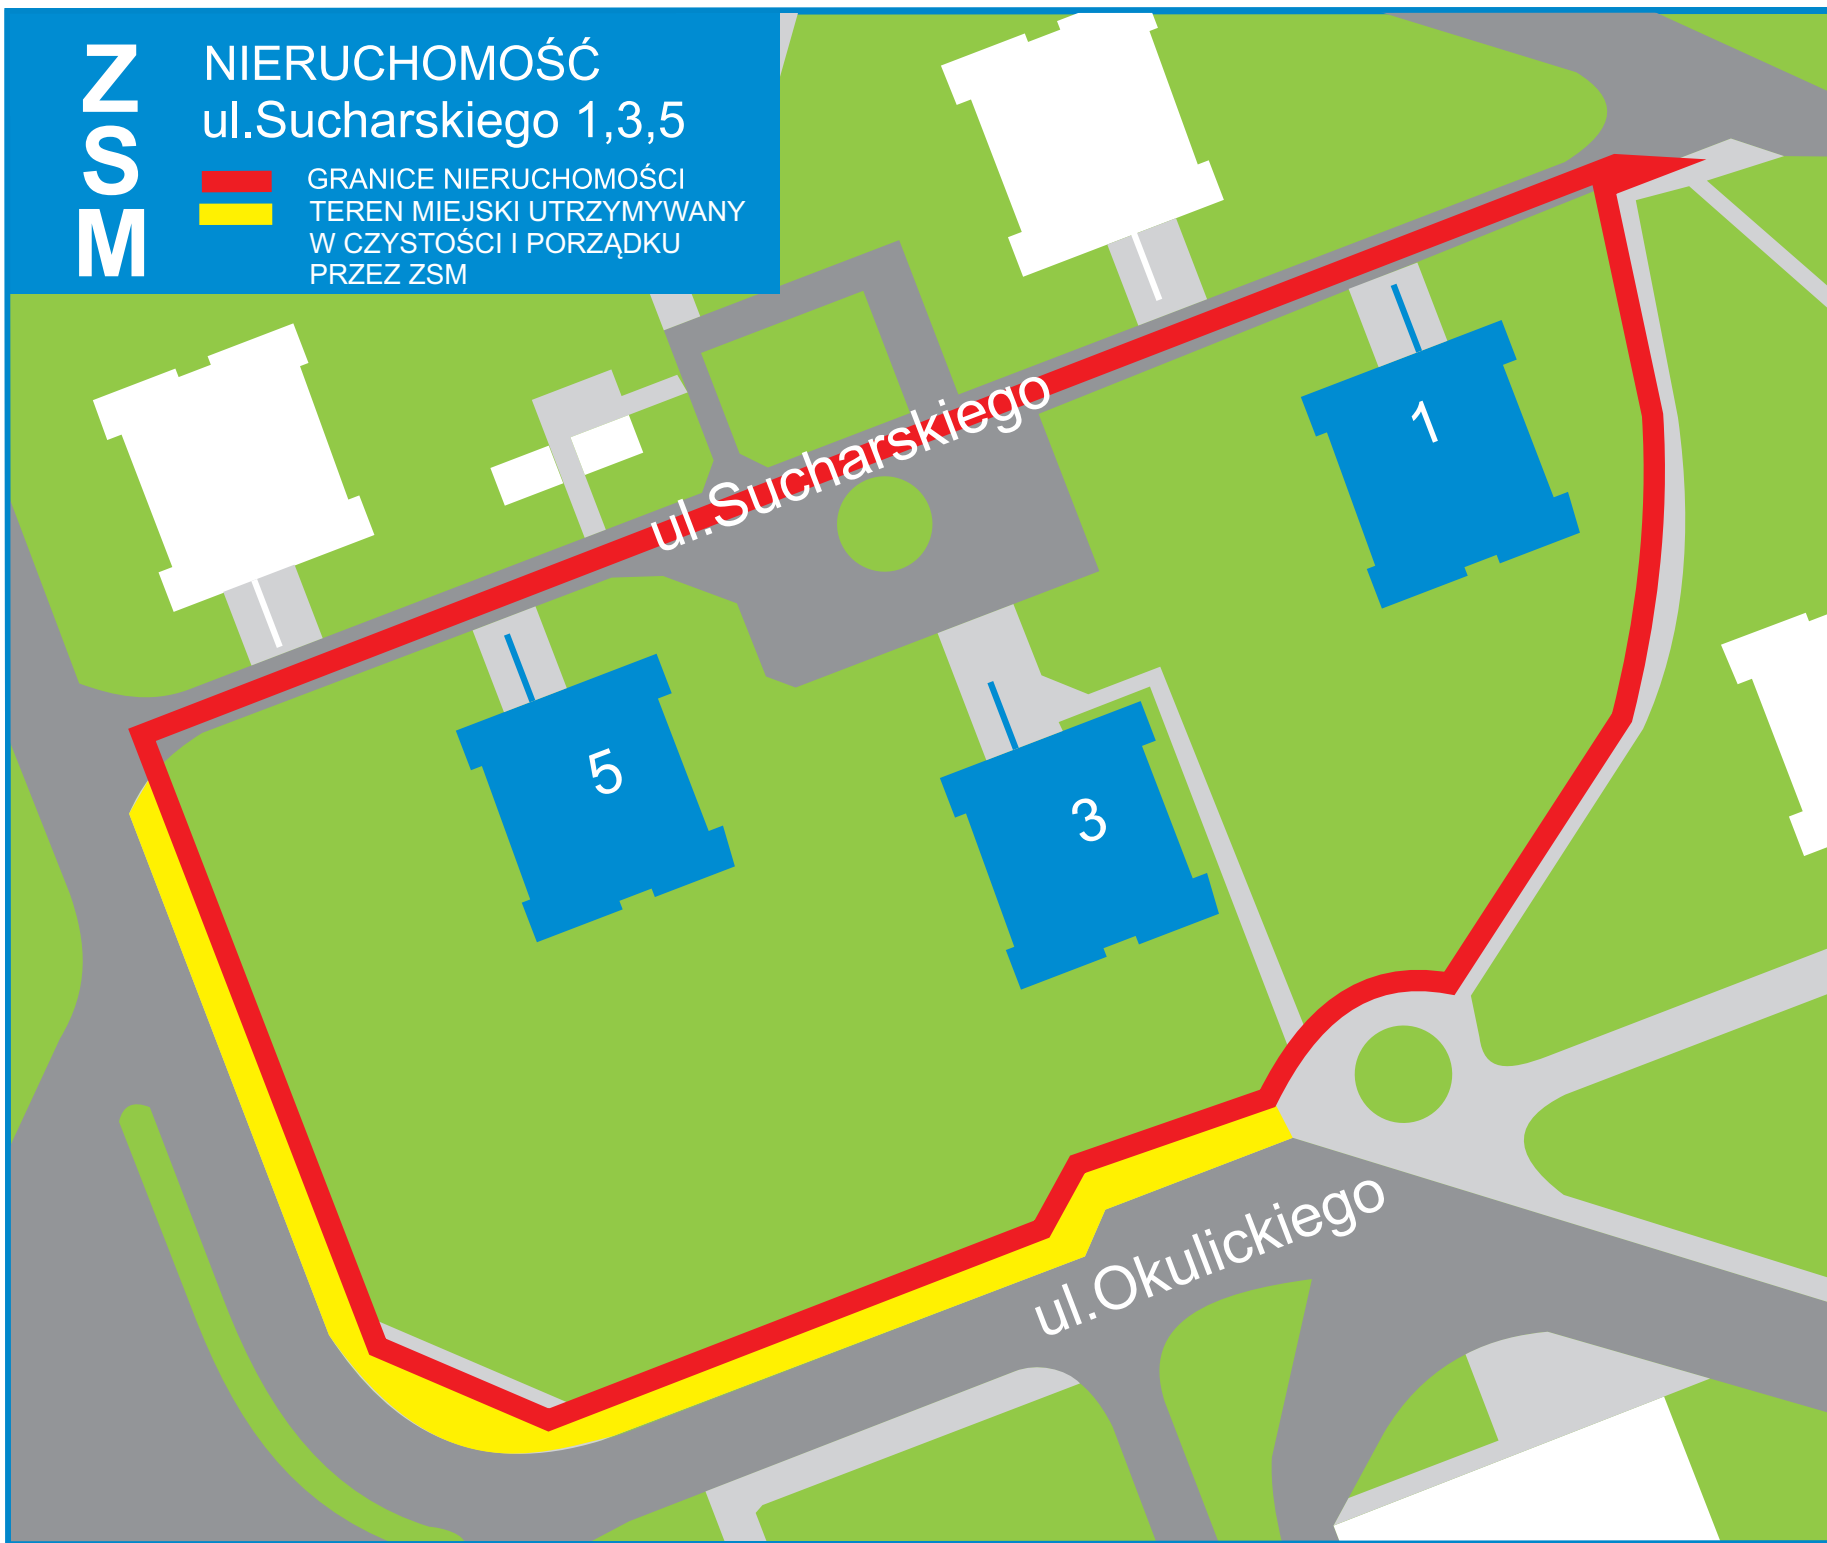 Z
S
M
NIERUCHOMOŚĆ
ul.Sucharskiego 1,3,5
GRANICE NIERUCHOMOŚCI
TEREN MIEJSKI UTRZYMYWANY
W CZYSTOŚCI I PORZĄDKU
PRZEZ ZSM
ul.Sucharskiego
1
5
3
ul.Okulickiego